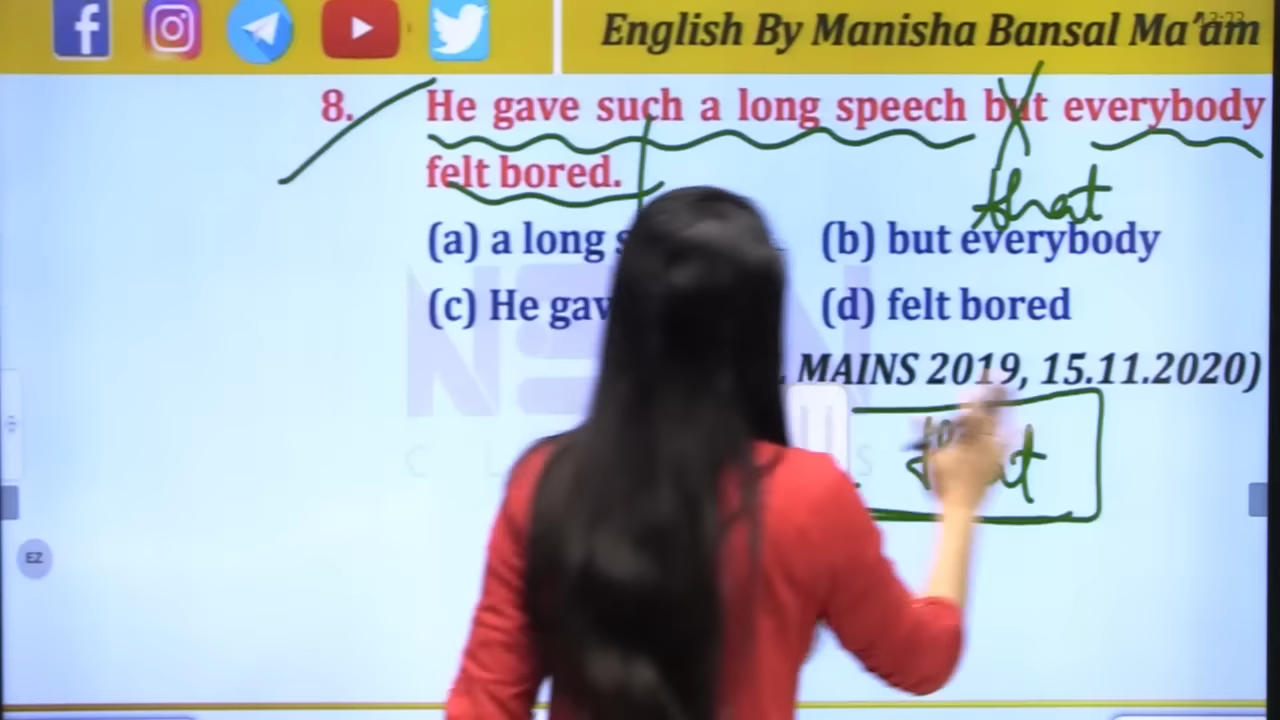 English By Manisha Bansal Ma'am
8. He gave such a long speech but everybody
felt bored.
that
(a) a long
(b) but everybody
(c) He
(d) felt bored
MAINS 2019, 15.11.2020)
EZ